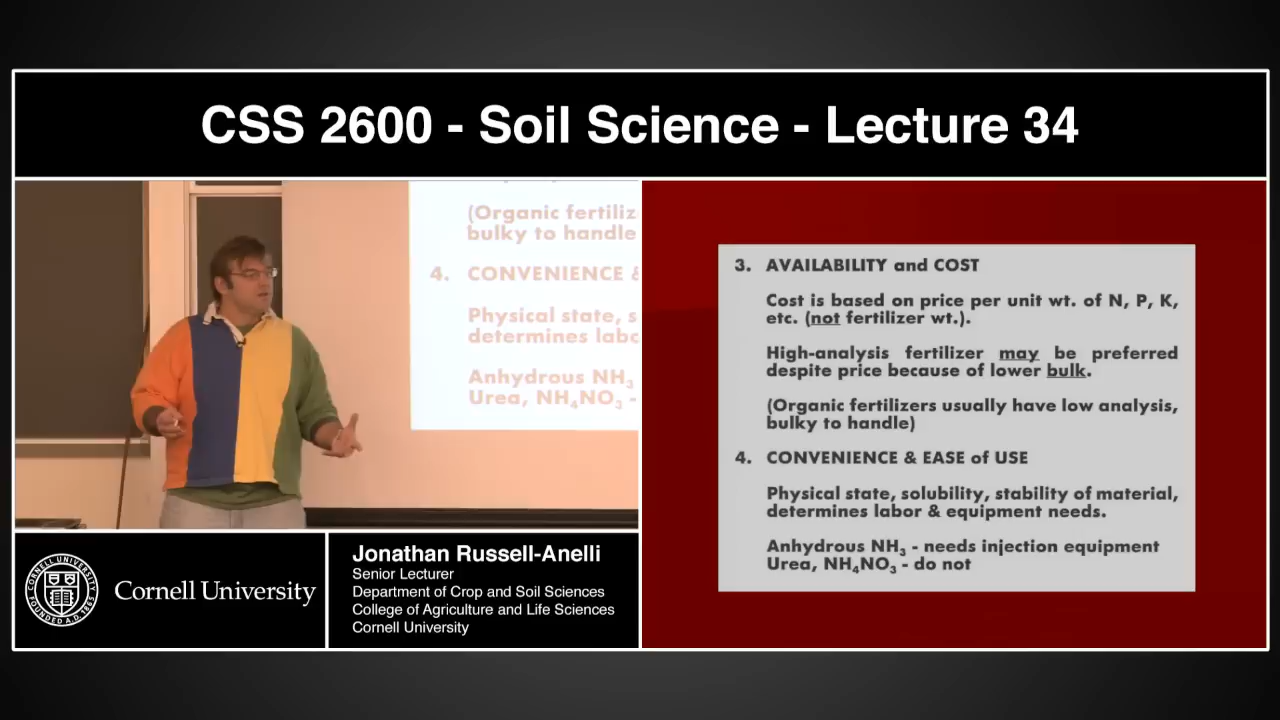 CSS 2600 - Soil Science - Lecture 34
(Organic fertiliz
bulky to handle
4. CONVENIENCE &
Physical state, s
determines labo
Anhydrous NH₃
Urea, NH₄NO₃ -
3. AVAILABILITY and COST
Cost is based on price per unit wt. of N, P, K,
etc. (not fertilizer wt.).
High-analysis fertilizer may be preferred
despite price because of lower bulk.
(Organic fertilizers usually have low analysis,
bulky to handle)
4. CONVENIENCE & EASE of USE
Physical state, solubility, stability of material,
determines labor & equipment needs.
Anhydrous NH₃ - needs injection equipment
Urea, NH₄NO₃ - do not
CORNELL UNIVERSITY
FOUNDED A.D. 1865
Cornell University
Jonathan Russell-Anelli
Senior Lecturer
Department of Crop and Soil Sciences
College of Agriculture and Life Sciences
Cornell University